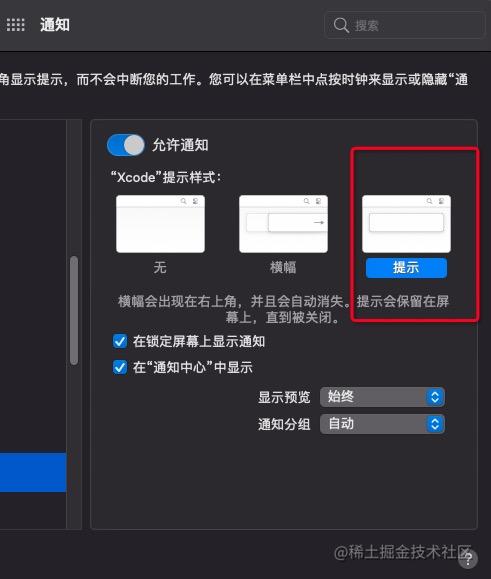 通知
搜索
角显示提示，而不会中断您的工作。您可以在菜单栏中点按时钟来显示或隐藏“通
允许通知
“Xcode”提示样式：
无
横幅
提示
横幅会出现在右上角，并且会自动消失。提示会保留在屏
幕上，直到被关闭。
在锁定屏幕上显示通知
在“通知中心”中显示
显示预览
始终
通知分组
自动
@稀土掘金技术社区
?